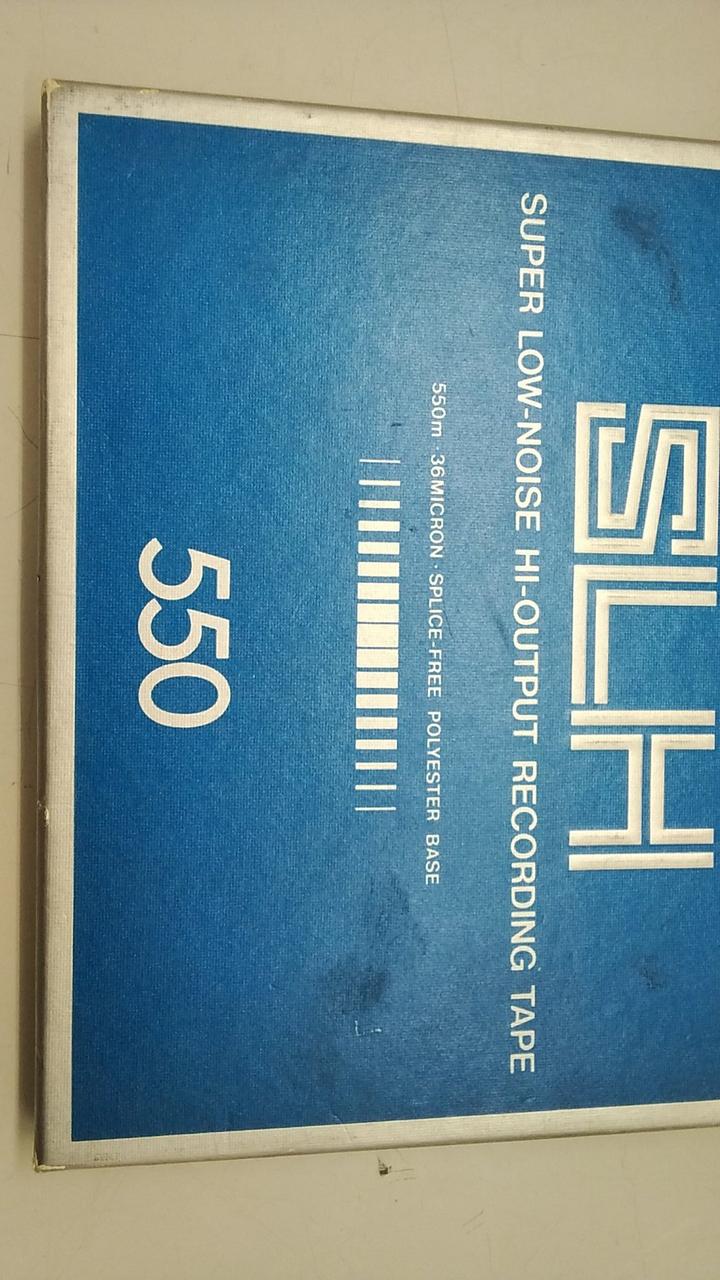 SLH
SUPER LOW-NOISE HI-OUTPUT RECORDING TAPE
550m · 36MICRON · SPLICE-FREE POLYESTER BASE
550